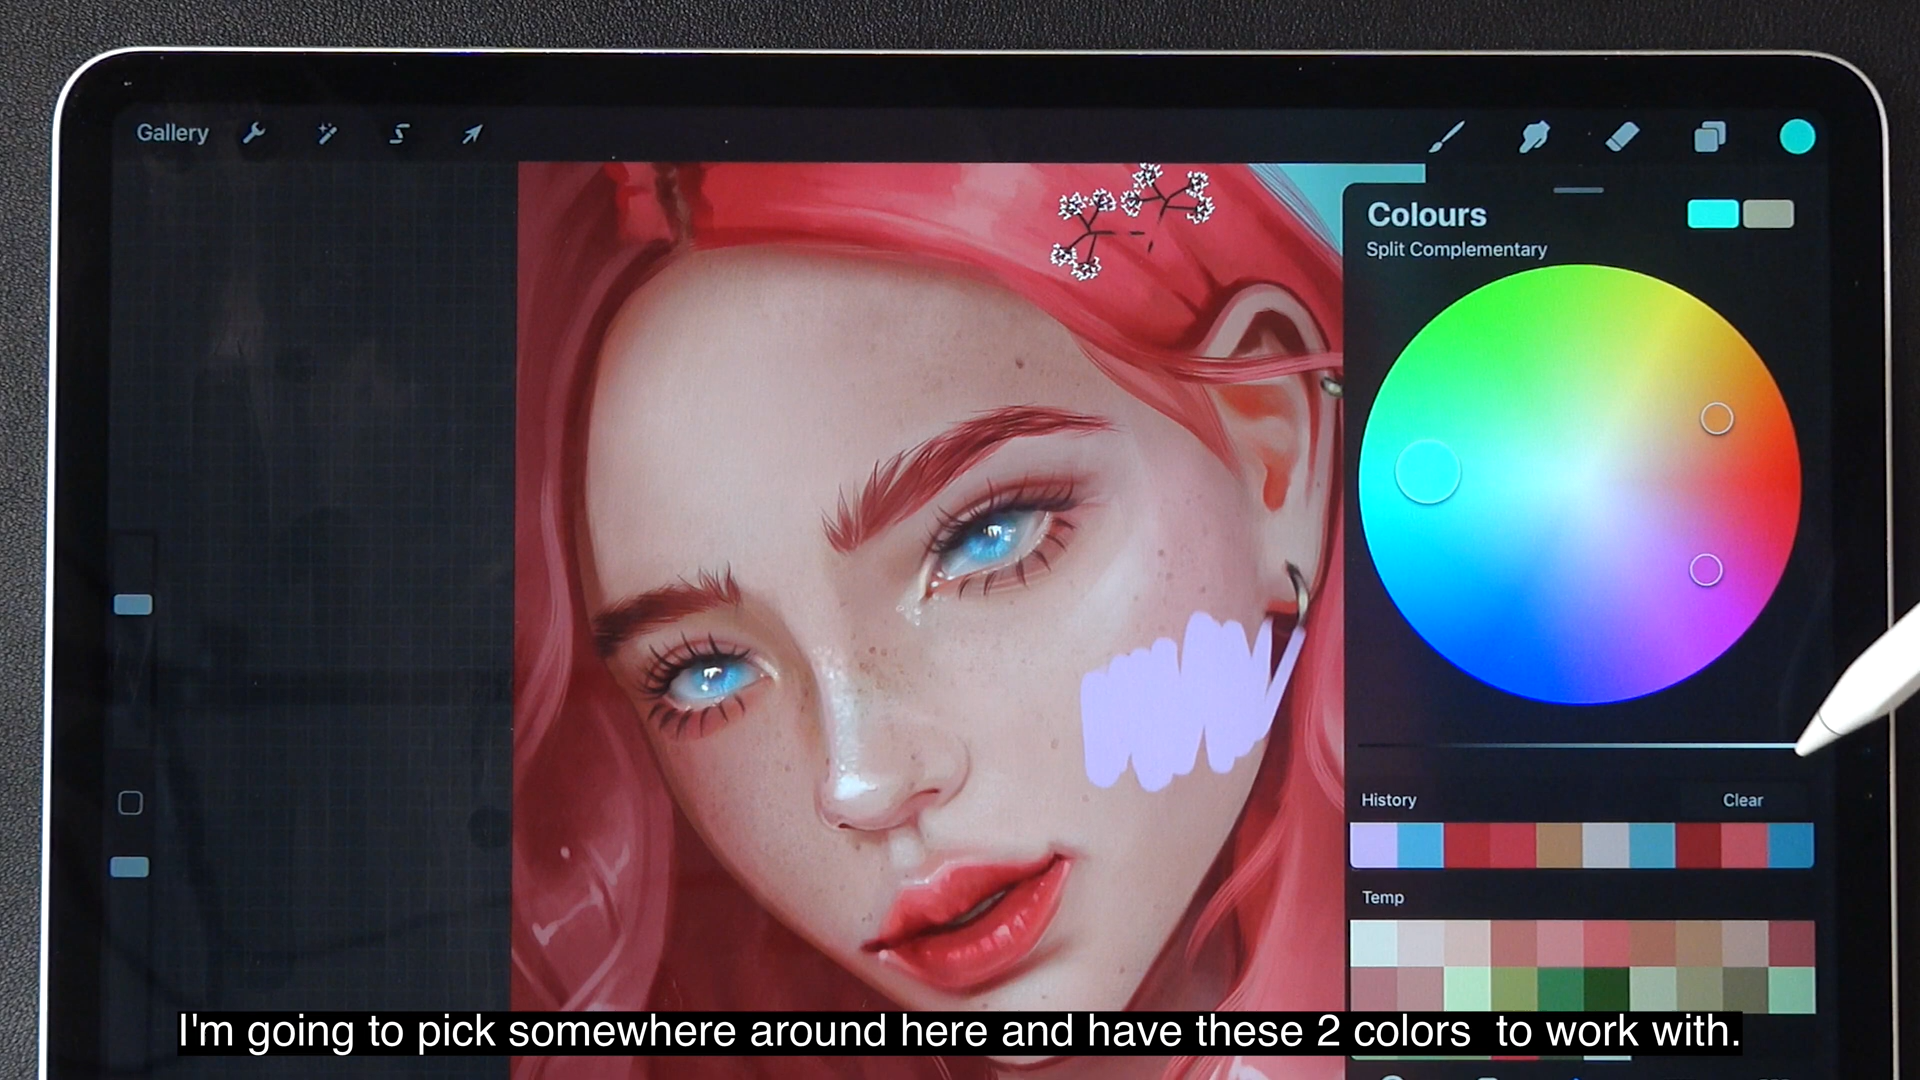 Gallery
Colours
Split Complementary
History
Clear
Temp
I'm going to pick somewhere around here and have these 2 colors to work with.